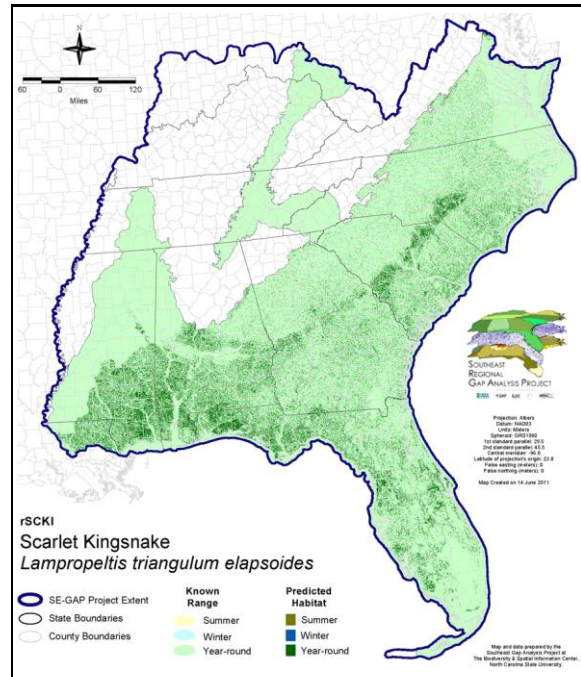 N
60 0 60 120
Miles
SOUTHEAST
REGIONAL
GAP ANALYSIS PROJECT
Projection: Albers
Datum: NAD83
Units: Meters
Spheroid: GRS1980
1st standard parallel: 29.5
2nd standard parallel: 45.5
Central meridian: -96.0
Latitude of projection's origin: 23.0
False easting (meters): 0
False northing (meters): 0
Map Created on 14 June 2011
rSCKI
Scarlet Kingsnake
Lampropeltis triangulum elapsoides
SE-GAP Project Extent
State Boundaries
County Boundaries
Known
Range
Summer
Winter
Year-round
Predicted
Habitat
Summer
Winter
Year-round
Map and data prepared by the
Southeast Gap Analysis Project at
The Biodiversity & Spatial Information Center,
North Carolina State University.